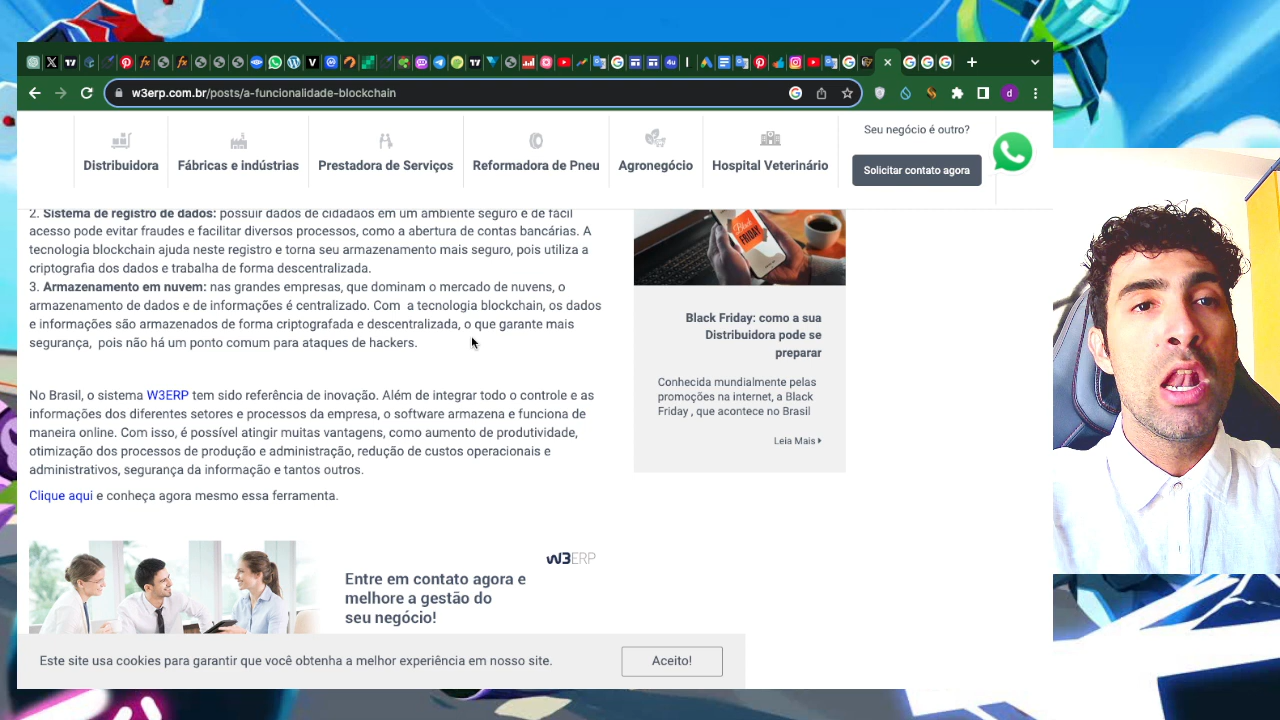 w3erp.com.br/posts/a-funcionalidade-blockchain
d
Distribuidora
Fábricas e indústrias
Prestadora de Serviços
Reformadora de Pneu
Agronegócio
Hospital Veterinário
Seu negócio é outro?
Solicitar contato agora
2. Sistema de registro de dados: possuir dados de cidadãos em um ambiente seguro e de fácil
acesso pode evitar fraudes e facilitar diversos processos, como a abertura de contas bancárias. A
tecnologia blockchain ajuda neste registro e torna seu armazenamento mais seguro, pois utiliza a
criptografia dos dados e trabalha de forma descentralizada.
3. Armazenamento em nuvem: nas grandes empresas, que dominam o mercado de nuvens, o
armazenamento de dados e de informações é centralizado. Com a tecnologia blockchain, os dados
e informações são armazenados de forma criptografada e descentralizada, o que garante mais
segurança, pois não há um ponto comum para ataques de hackers.
No Brasil, o sistema W3ERP tem sido referência de inovação. Além de integrar todo o controle e as
informações dos diferentes setores e processos da empresa, o software armazena e funciona de
maneira online. Com isso, é possível atingir muitas vantagens, como aumento de produtividade,
otimização dos processos de produção e administração, redução de custos operacionais e
administrativos, segurança da informação e tantos outros.
Clique aqui e conheça agora mesmo essa ferramenta.
W3ERP
Entre em contato agora e
melhore a gestão do
seu negócio!
Black
FRIDAY
Black Friday: como a sua
Distribuidora pode se
preparar
Conhecida mundialmente pelas
promoções na internet, a Black
Friday , que acontece no Brasil
Leia Mais
Este site usa cookies para garantir que você obtenha a melhor experiência em nosso site.
Aceito!